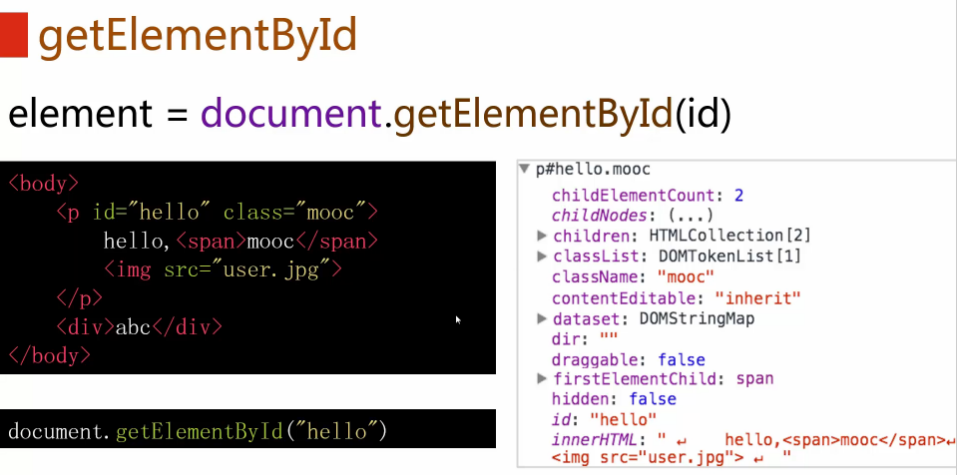 getElementById
element = document.getElementById(id)
<body>
<p id="hello" class="mooc">
hello,<span>mooc</span>
<img src="user.jpg">
</p>
<div>abc</div>
</body>
document.getElementById("hello")
▼ p#hello.mooc
childElementCount: 2
childNodes: (...)
▶ children: HTMLCollection[2]
▶ classList: DOMTokenList[1]
className: "mooc"
contentEditable: "inherit"
▶ dataset: DOMStringMap
dir: ""
draggable: false
▶ firstElementChild: span
hidden: false
id: "hello"
innerHTML: " ↵    hello,<span>mooc</span>↵
<img src="user.jpg"> ↵  "